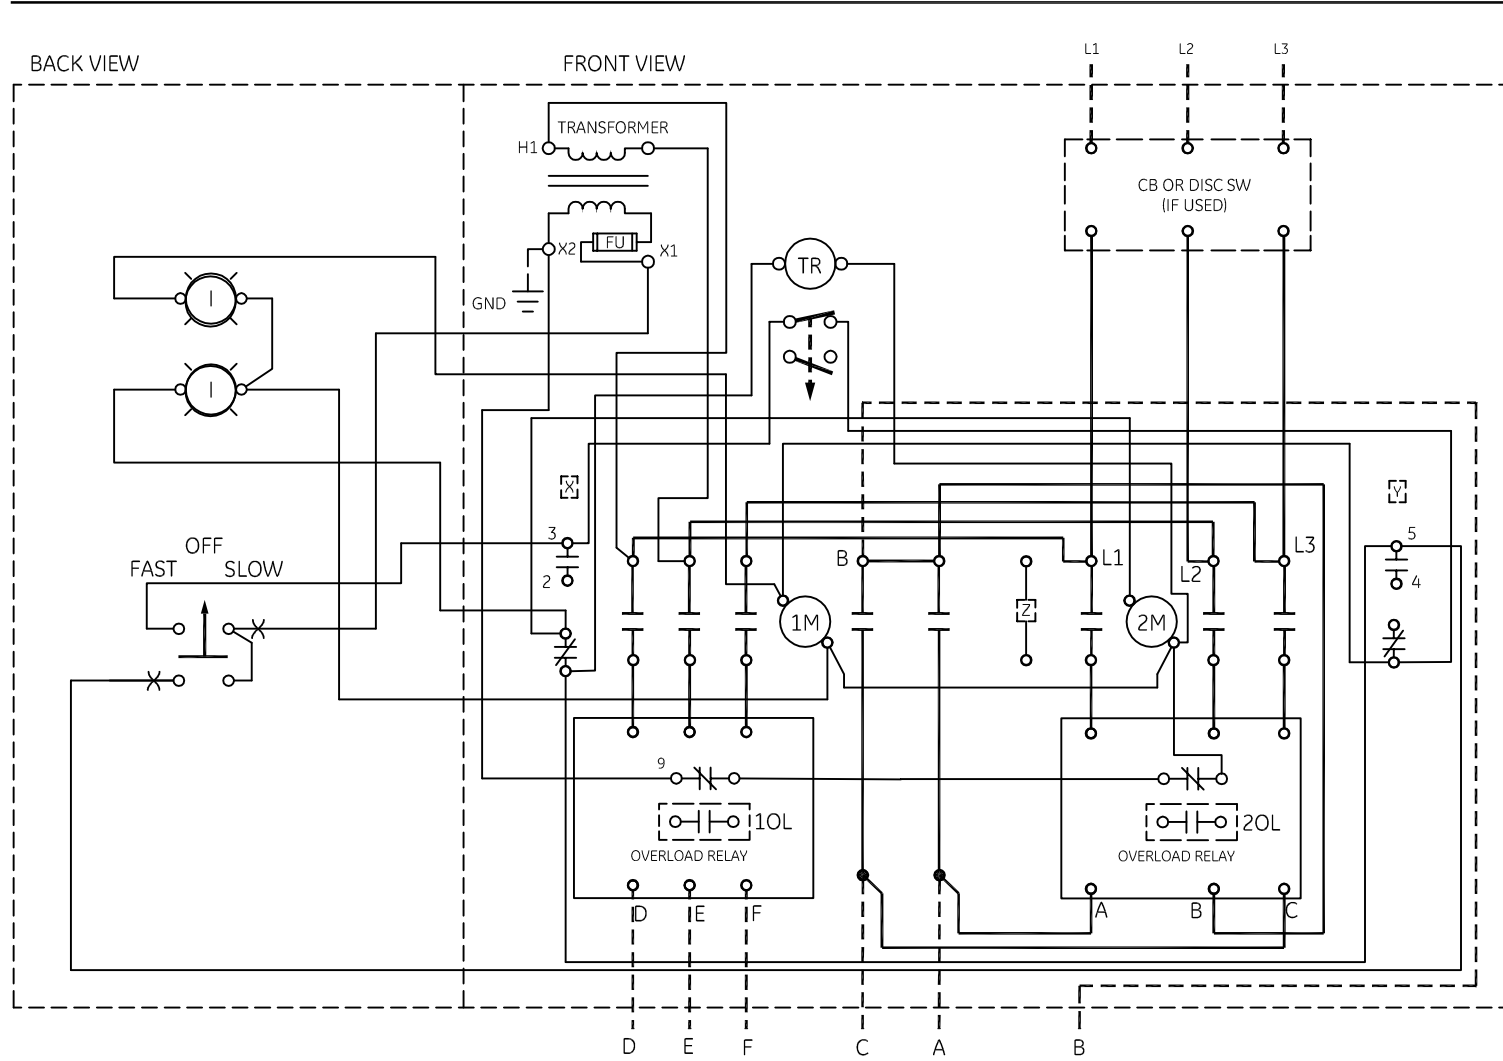 L1 L2 L3
BACK VIEW FRONT VIEW
TRANSFORMER
H1
CB OR DISC SW
(IF USED)
FU
X2 X1
TR
GND
I
I
X Y
3 5
OFF
B L1 L3
FAST SLOW
2 L2 4
Z
1M 2M
9
1OL 2OL
OVERLOAD RELAY OVERLOAD RELAY
D E F A B C
D E F C A B